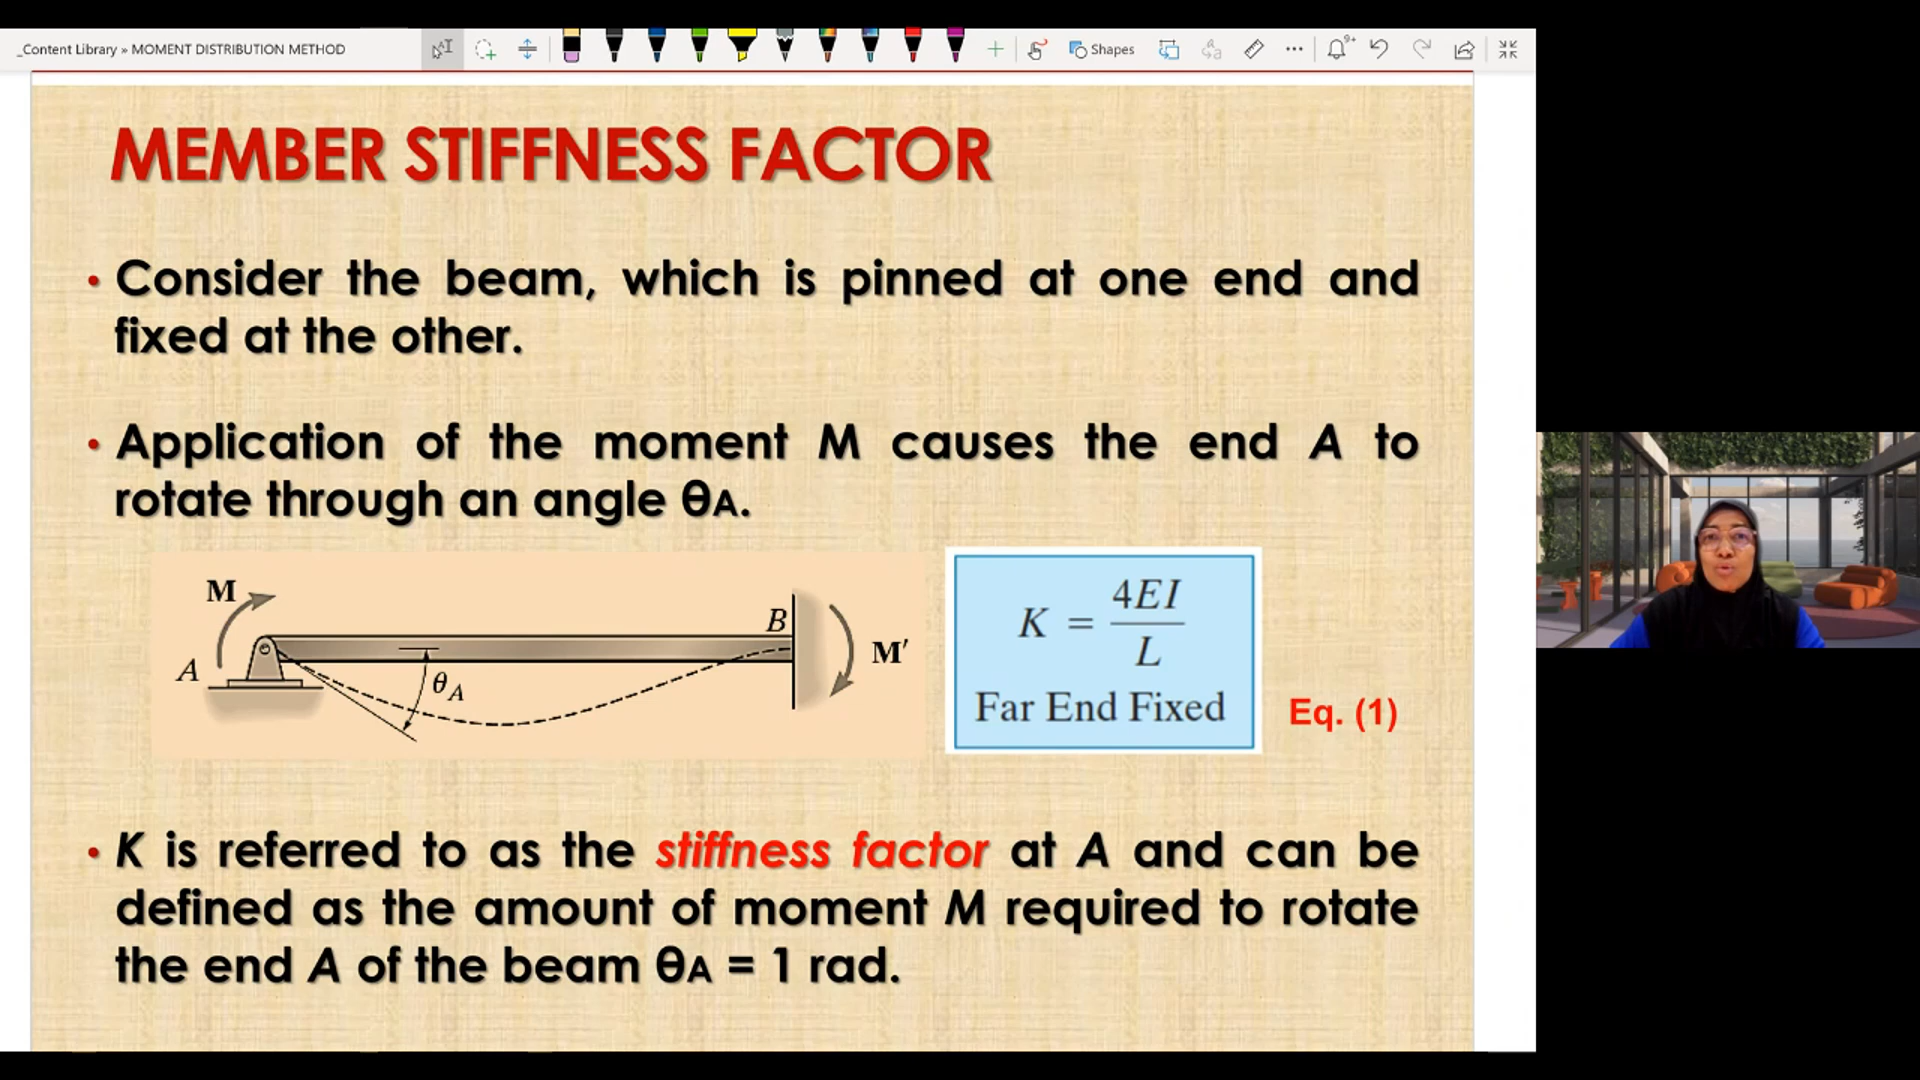 _Content Library » MOMENT DISTRIBUTION METHOD
Shapes
9+
MEMBER STIFFNESS FACTOR
• Consider the beam, which is pinned at one end and
fixed at the other.
• Application of the moment M causes the end A to
rotate through an angle θA.
M
A
θA
B
M′
K = 4EI / L
Far End Fixed
Eq. (1)
• K is referred to as the stiffness factor at A and can be
defined as the amount of moment M required to rotate
the end A of the beam θA = 1 rad.